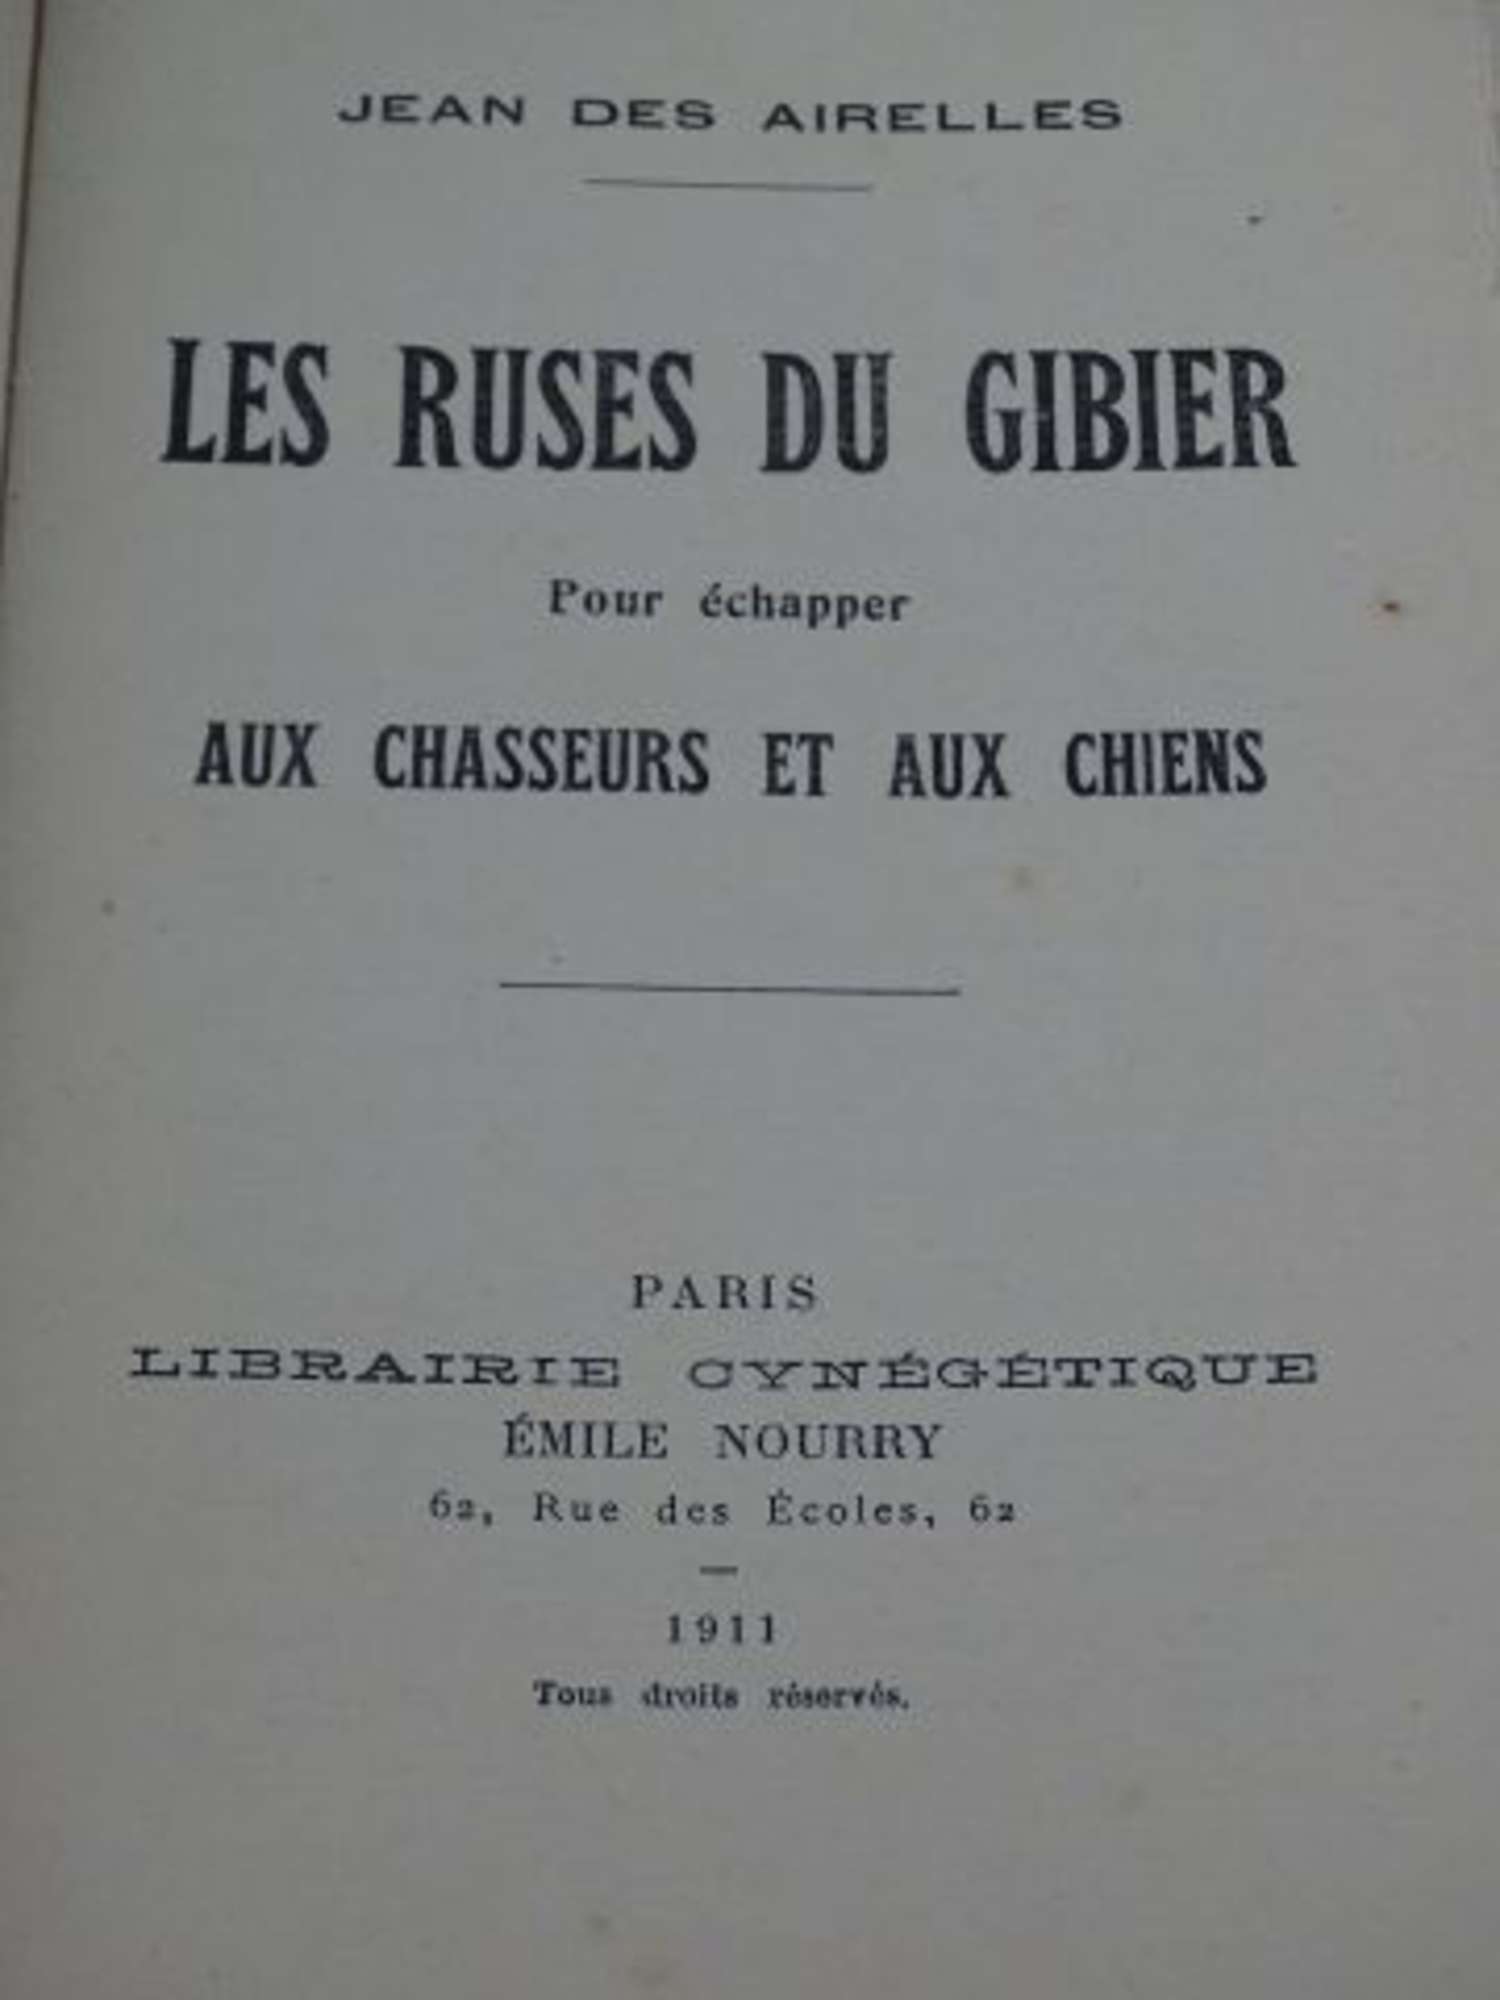 JEAN DES AIRELLES
LES RUSES DU GIBIER
Pour échapper
AUX CHASSEURS ET AUX CHIENS
PARIS
LIBRAIRIE CYNÉGÉTIQUE
ÉMILE NOURRY
62, Rue des Écoles, 62
—
1911
Tous droits réservés.